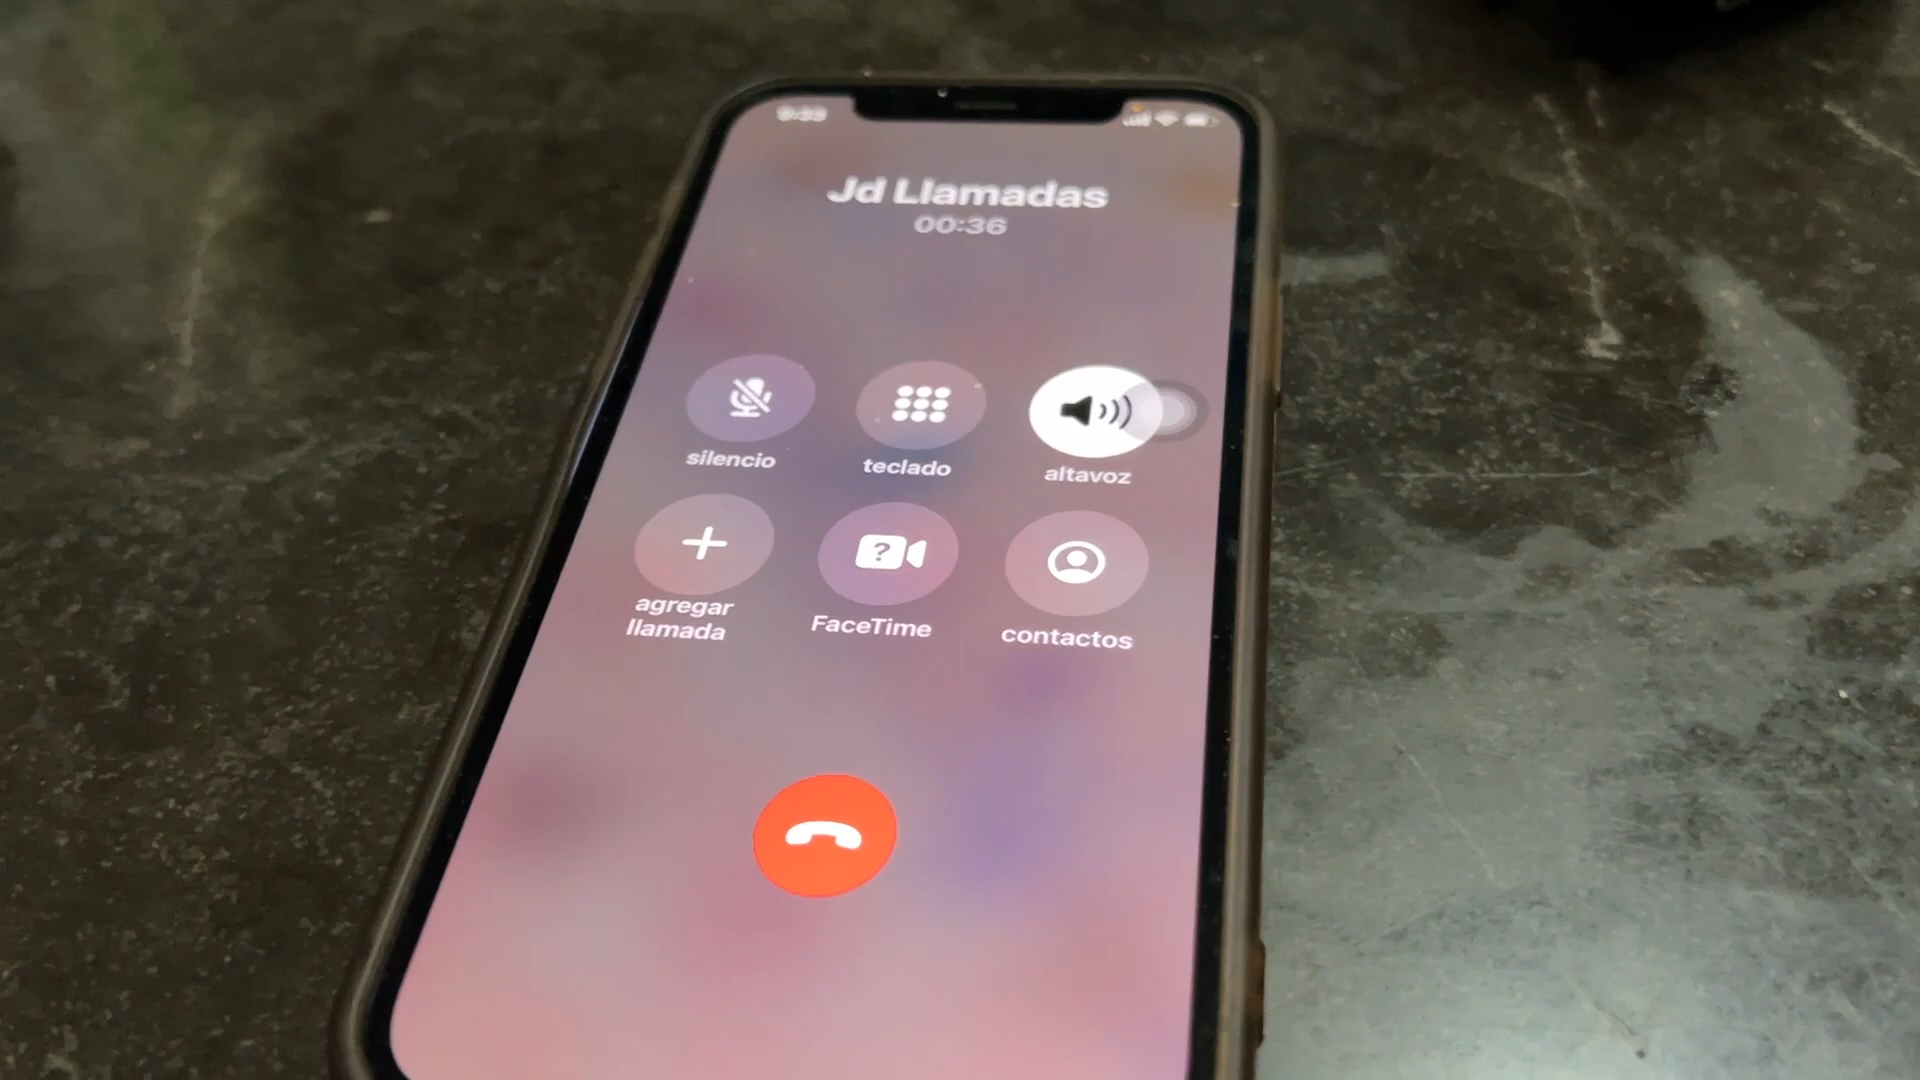 Jd Llamadas
00:36
silencio
teclado
altavoz
agregar
llamada
?
FaceTime
contactos